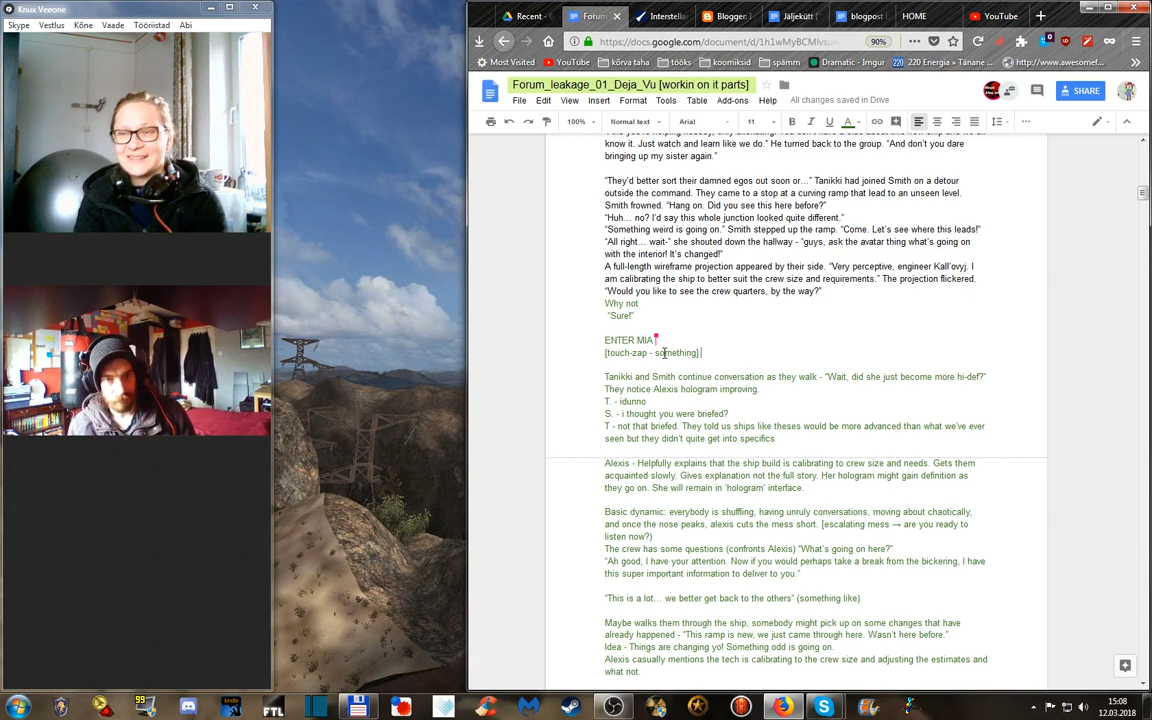 Knux Veeone
Skype Vestlus Kõne Vaade Tööriistad Abi
Recent - G
Forum
Interstella
Blogger:
Jäljekütt (
blogpost
HOME
YouTube
https://docs.google.com/document/d/1h1wMyBCMlvsu
90%
Most Visited YouTube kõrva taha tööks koomiksid spämm Dramatic - Imgur 220 Energia » Tänane ... http://www.awesomef...
Forum_leakage_01_Deja_Vu [workin on it parts]
File Edit View Insert Format Tools Table Add-ons Help All changes saved in Drive
SHARE
100% Normal text Arial 11 B I U A
know it. Just watch and learn like we do.” He turned back to the group. “And don’t you dare
bringing up my sister again.”
“They’d better sort their damned egos out soon or…” Tanikki had joined Smith on a detour
outside the command. They came to a stop at a curving ramp that lead to an unseen level.
Smith frowned. “Hang on. Did you see this here before?”
“Huh… no? I’d say this whole junction looked quite different.”
“Something weird is going on.” Smith stepped up the ramp. “Come. Let’s see where this leads!”
“All right… wait-” she shouted down the hallway - “guys, ask the avatar thing what’s going on
with the interior! It’s changed!”
A full-length wireframe projection appeared by their side. “Very perceptive, engineer Kall’ovyj. I
am calibrating the ship to better suit the crew size and requirements.” The projection flickered.
“Would you like to see the crew quarters, by the way?”
Why not
“Sure!”
ENTER MIA
[touch-zap - something]
Tanikki and Smith continue conversation as they walk - “Wait, did she just become more hi-def?”
They notice Alexis hologram improving.
T. - idunno
S. - i thought you were briefed?
T - not that briefed. They told us ships like theses would be more advanced than what we’ve ever
seen but they didn’t quite get into specifics
Alexis - Helpfully explains that the ship build is calibrating to crew size and needs. Gets them
acquainted slowly. Gives explanation not the full story. Her hologram might gain definition as
they go on. She will remain in ‘hologram’ interface.
Basic dynamic: everybody is shuffling, having unruly conversations, moving about chaotically,
and once the nose peaks, alexis cuts the mess short. [escalating mess → are you ready to
listen now?)
The crew has some questions (confronts Alexis) “What’s going on here?”
“Ah good, I have your attention. Now if you would perhaps take a break from the bickering, I have
this super important information to deliver to you.”
“This is a lot… we better get back to the others” (something like)
Maybe walks them through the ship, somebody might pick up on some changes that have
already happened - “This ramp is new, we just came through here. Wasn’t here before.”
Idea - Things are changing yo! Something odd is going on.
Alexis casually mentions the tech is calibrating to the crew size and adjusting the estimates and
what not.
99
kindle
FTL
15:08
12.03.2018